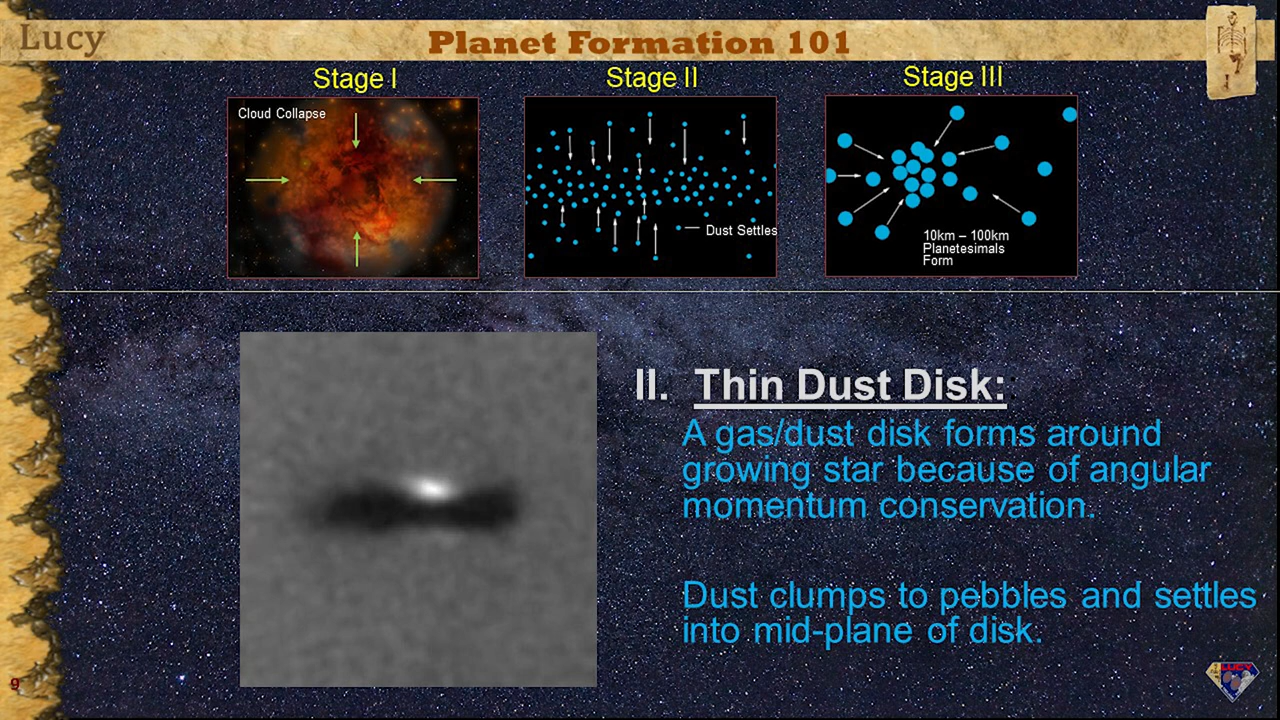 Lucy
Planet Formation 101
Stage I
Stage II
Stage III
Cloud Collapse
Dust Settles
10km – 100km
Planetesimals
Form
II. Thin Dust Disk:
A gas/dust disk forms around
growing star because of angular
momentum conservation.
Dust clumps to pebbles and settles
into mid-plane of disk.
9
LUCY